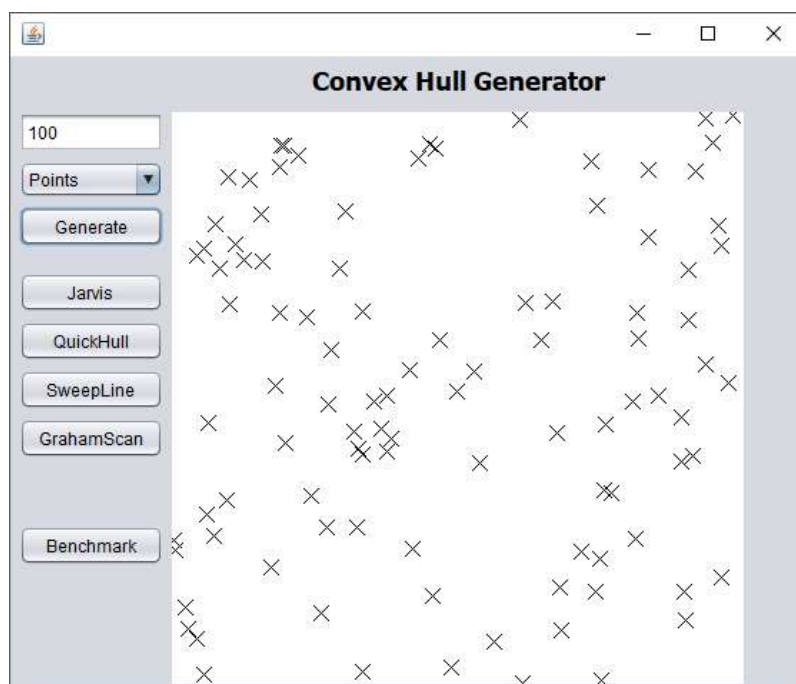 Convex Hull Generator
100
Points
Generate
Jarvis
QuickHull
SweepLine
GrahamScan
Benchmark